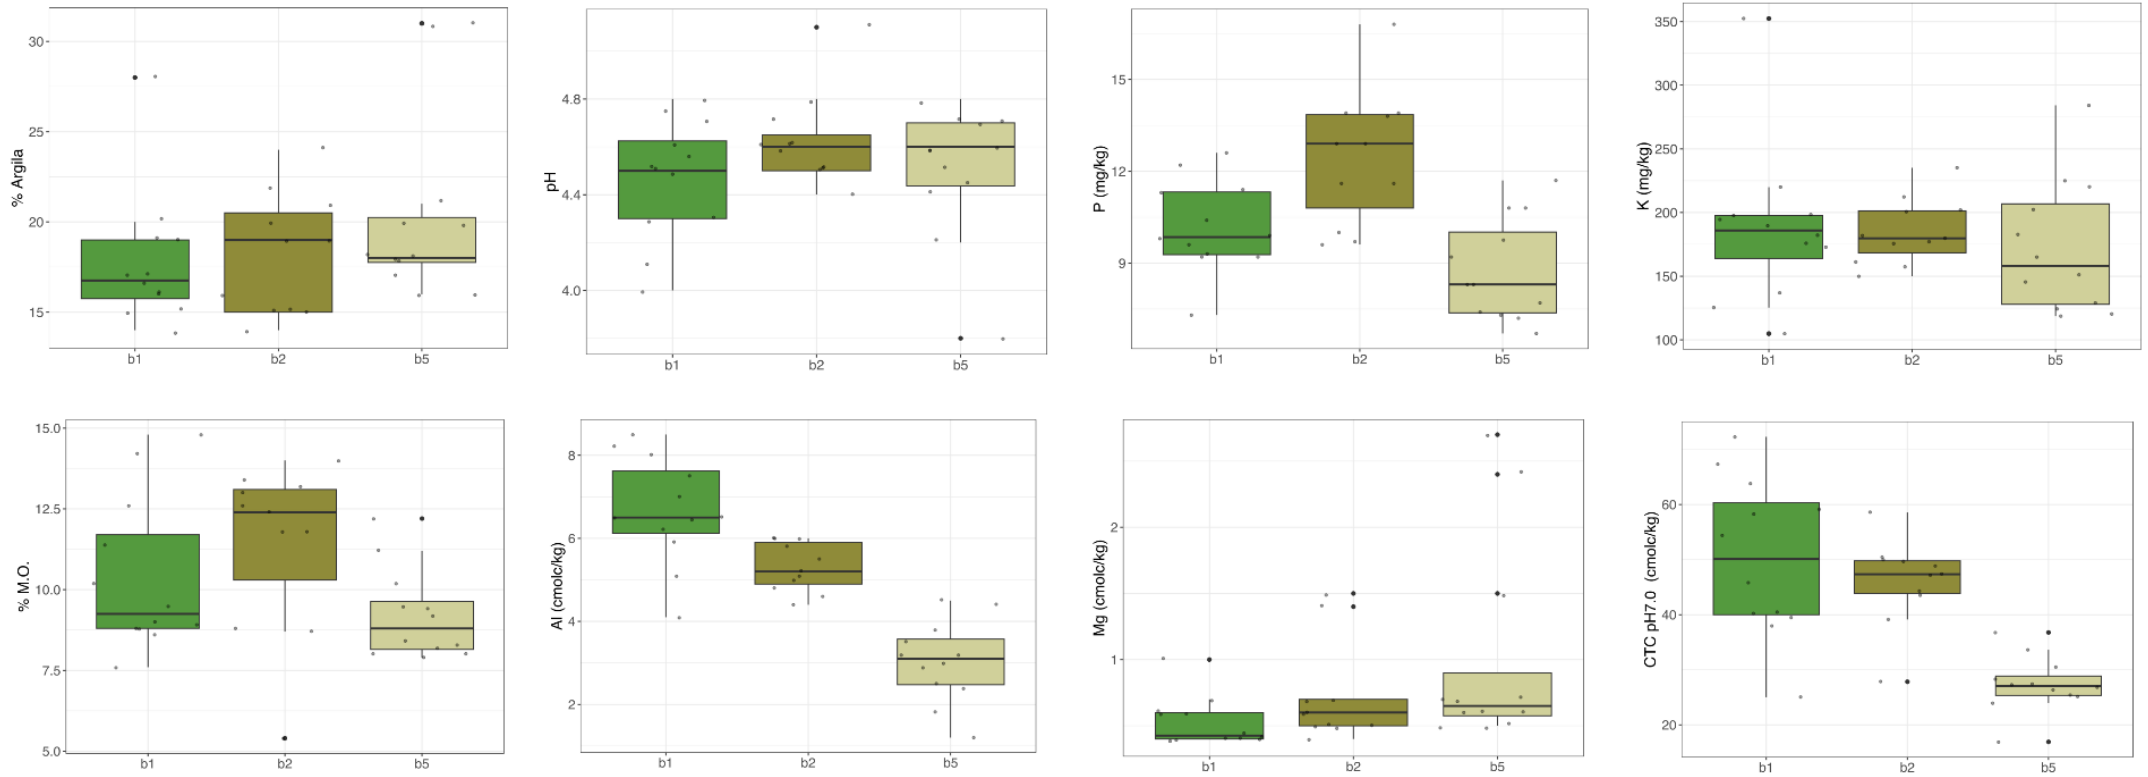 % Argila
30
25
20
15
b1 b2 b5
pH
4.8
4.4
4.0
b1 b2 b5
P (mg/kg)
15
12
9
b1 b2 b5
K (mg/kg)
350
300
250
200
150
100
b1 b2 b5
% M.O.
15.0
12.5
10.0
7.5
5.0
b1 b2 b5
Al (cmolc/kg)
8
6
4
2
b1 b2 b5
Mg (cmolc/kg)
2
1
b1 b2 b5
CTC pH7.0 (cmolc/kg)
60
40
20
b1 b2 b5